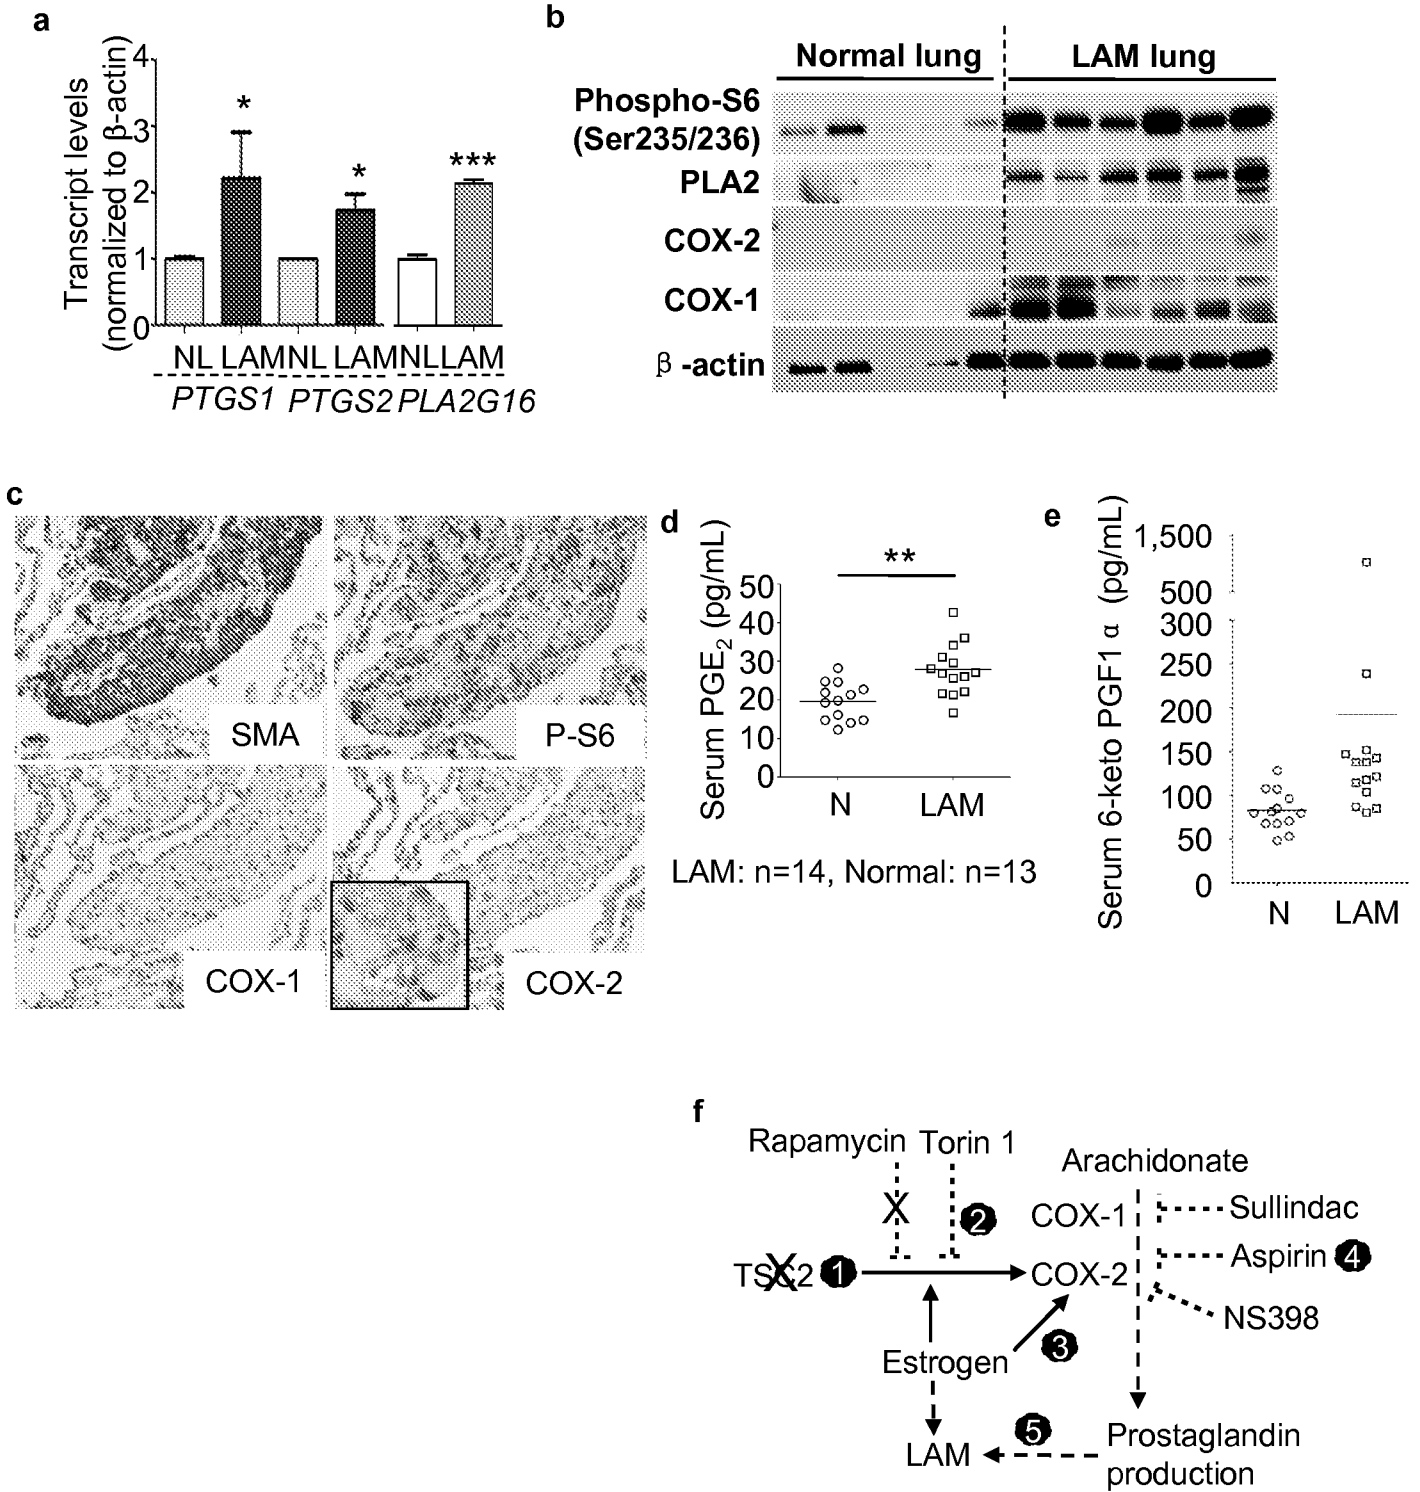 a
Transcript levels
(normalized to β-actin)
4
3
2
1
0
*
*
***
NL LAM NL LAM NL LAM
PTGS1 PTGS2 PLA2G16
b
Normal lung LAM lung
Phospho-S6
(Ser235/236)
PLA2
COX-2
COX-1
β-actin
c
SMA
P-S6
COX-1
COX-2
d
Serum PGE2 (pg/mL)
50
40
30
20
10
0
**
N LAM
LAM: n=14, Normal: n=13
e
Serum 6-keto PGF1 α (pg/mL)
1,500
500
300
250
200
150
100
50
0
N LAM
f
Rapamycin Torin 1
Arachidonate
X
2
COX-1
Sullindac
TSC2 X 1
COX-2
Aspirin 4
NS398
Estrogen
3
LAM
5
Prostaglandin
production